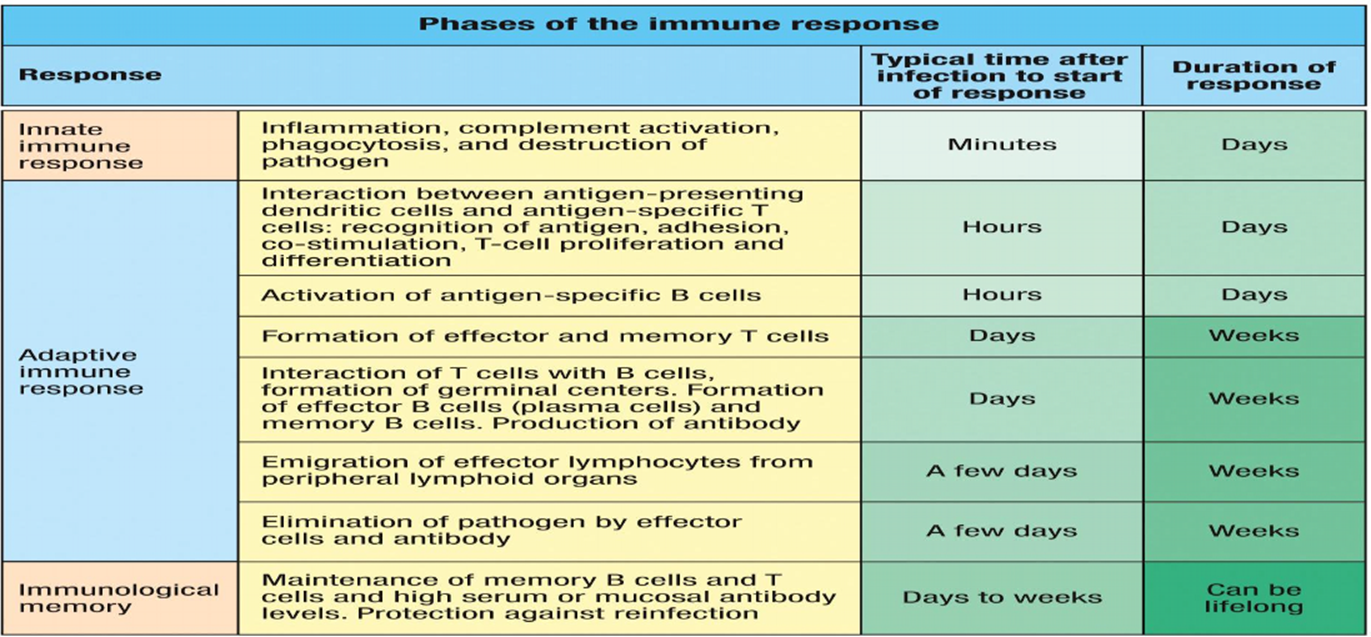 Phases of the immune response
Response
Typical time after
infection to start
of response
Duration of
response
Innate
immune
response
Inflammation, complement activation,
phagocytosis, and destruction of
pathogen
Minutes
Days
Adaptive
immune
response
Interaction between antigen-presenting
dendritic cells and antigen-specific T
cells: recognition of antigen, adhesion,
co-stimulation, T-cell proliferation and
differentiation
Hours
Days
Activation of antigen-specific B cells
Hours
Days
Formation of effector and memory T cells
Days
Weeks
Interaction of T cells with B cells,
formation of germinal centers. Formation
of effector B cells (plasma cells) and
memory B cells. Production of antibody
Days
Weeks
Emigration of effector lymphocytes from
peripheral lymphoid organs
A few days
Weeks
Elimination of pathogen by effector
cells and antibody
A few days
Weeks
Immunological
memory
Maintenance of memory B cells and T
cells and high serum or mucosal antibody
levels. Protection against reinfection
Days to weeks
Can be
lifelong